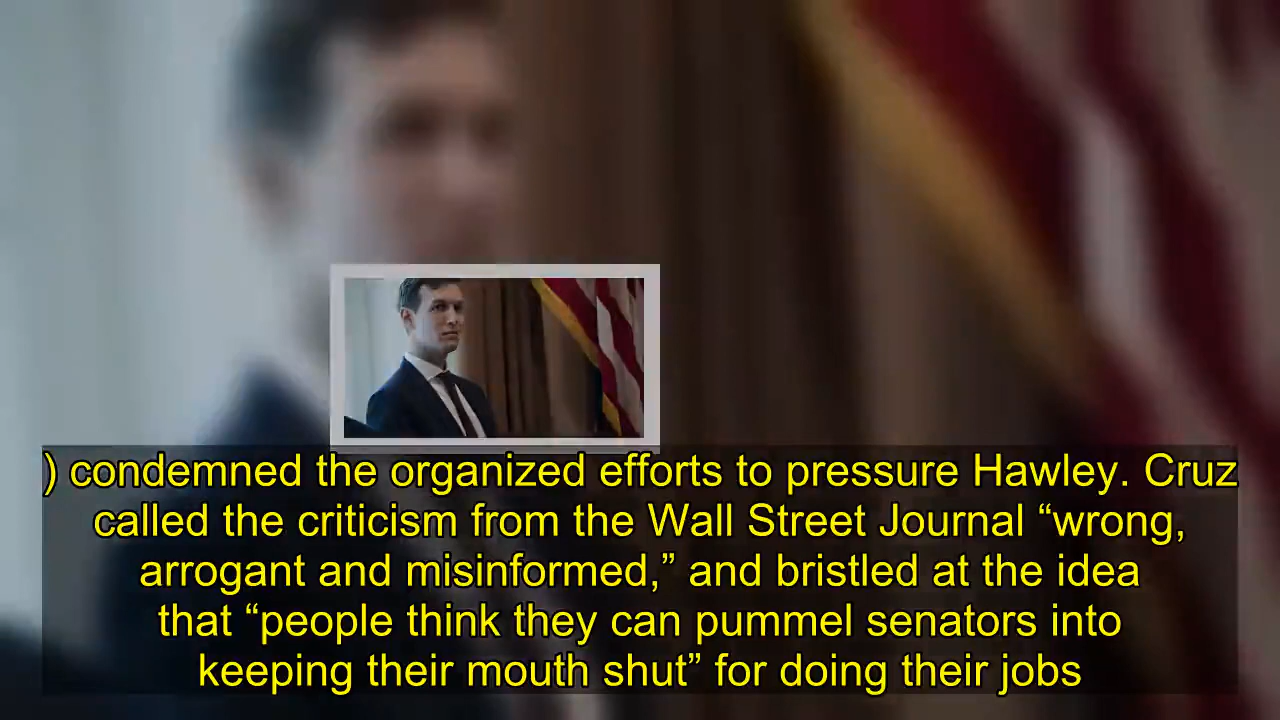 ) condemned the organized efforts to pressure Hawley. Cruz
called the criticism from the Wall Street Journal “wrong,
arrogant and misinformed,” and bristled at the idea
that “people think they can pummel senators into
keeping their mouth shut” for doing their jobs